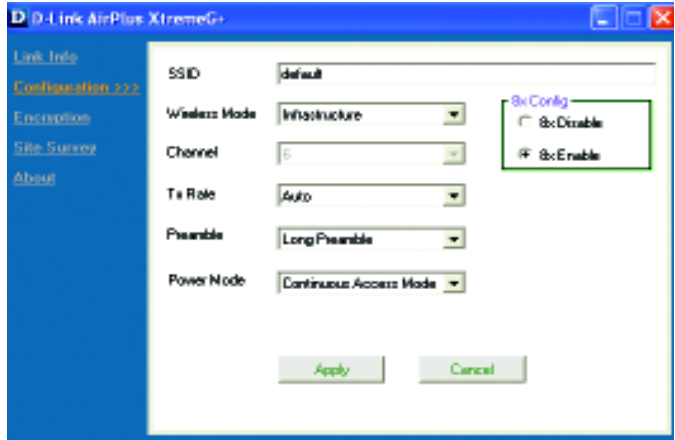 D-Link AirPlus XtremeG+
Link Info
Configuration >>>
Encryption
Site Survey
About
SSID
default
Wireless Mode
Infrastructure
Channel
6
Tx Rate
Auto
Preamble
Long Preamble
Power Mode
Continuous Access Mode
8x Config
8x Disable
8x Enable
Apply
Cancel